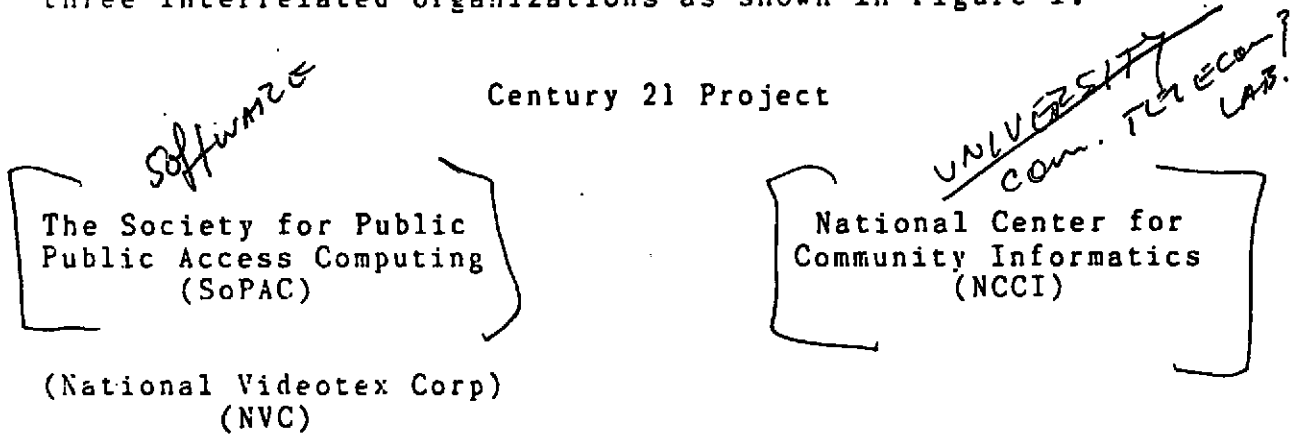 three interrelated organizations as shown in Figure 1.
Century 21 Project
SOFTWARE
UNIVERSITY
Com. TELECom?
LAB.
The Society for Public
Public Access Computing
(SoPAC)
National Center for
Community Informatics
(NCCI)
(National Videotex Corp)
(NVC)